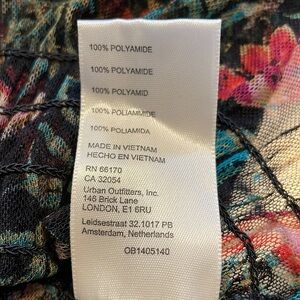 100% POLYAMIDE
100% POLYAMIDE
100% POLYAMID
100% POLIAMMIDE
100% POLIAMIDA
MADE IN VIETNAM
HECHO EN VIETNAM
RN 66170
CA 32054
Urban Outfitters, Inc.
146 Brick Lane
LONDON, E1 6RU
Leidsestraat 32,1017 PB
Amsterdam, Netherlands
OB1405140